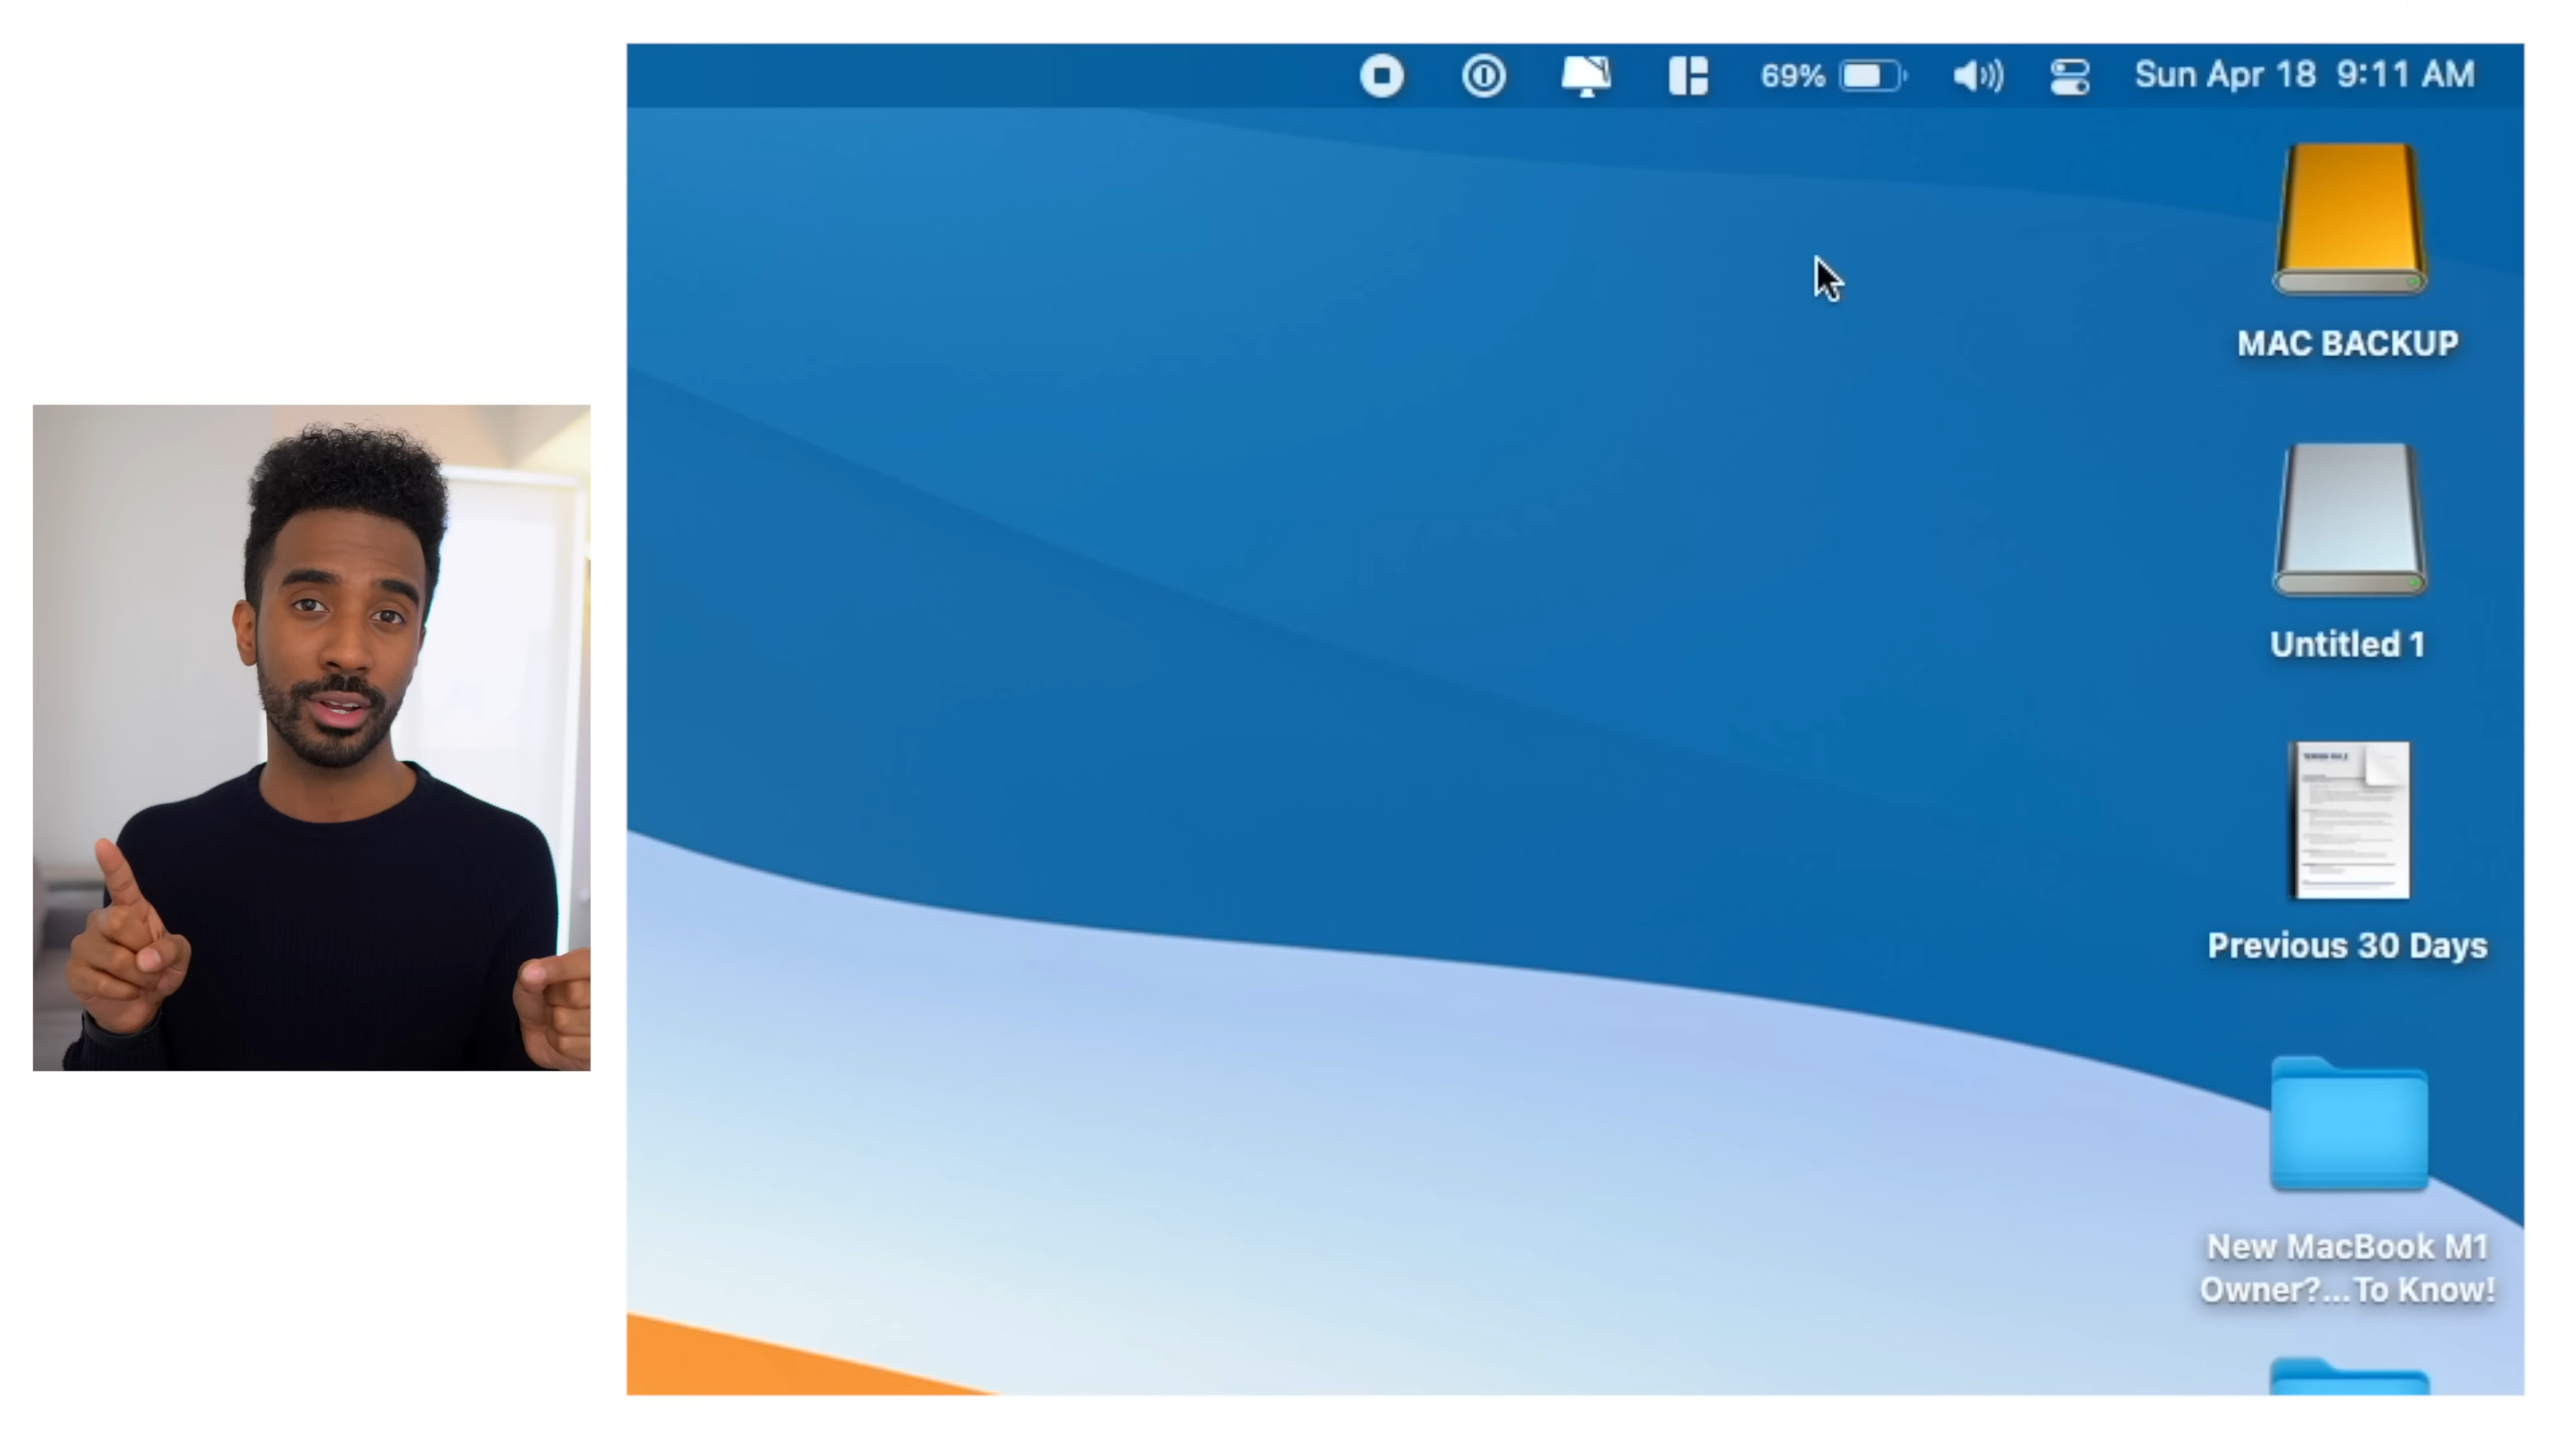 69% Sun Apr 18 9:11 AM
MAC BACKUP
Untitled 1
Previous 30 Days
New MacBook M1
Owner?...To Know!